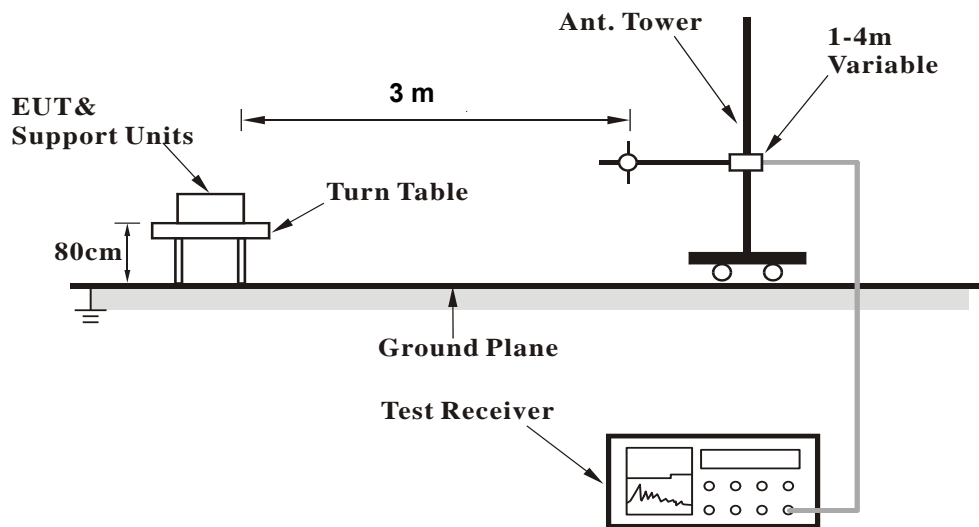 Ant. Tower
1-4m
Variable
3 m
EUT&
Support Units
Turn Table
80cm
Ground Plane
Test Receiver